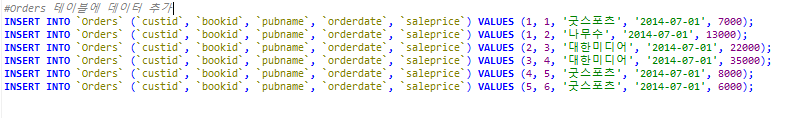 #Orders 테이블에 데이터 추가
INSERT INTO `Orders` (`custid`, `bookid`, `pubname`, `orderdate`, `saleprice`) VALUES (1, 1, '굿스포츠', '2014-07-01', 7000);
INSERT INTO `Orders` (`custid`, `bookid`, `pubname`, `orderdate`, `saleprice`) VALUES (1, 2, '나무수', '2014-07-01', 13000);
INSERT INTO `Orders` (`custid`, `bookid`, `pubname`, `orderdate`, `saleprice`) VALUES (2, 3, '대한미디어', '2014-07-01', 22000);
INSERT INTO `Orders` (`custid`, `bookid`, `pubname`, `orderdate`, `saleprice`) VALUES (3, 4, '대한미디어', '2014-07-01', 35000);
INSERT INTO `Orders` (`custid`, `bookid`, `pubname`, `orderdate`, `saleprice`) VALUES (4, 5, '굿스포츠', '2014-07-01', 8000);
INSERT INTO `Orders` (`custid`, `bookid`, `pubname`, `orderdate`, `saleprice`) VALUES (5, 6, '굿스포츠', '2014-07-01', 6000);